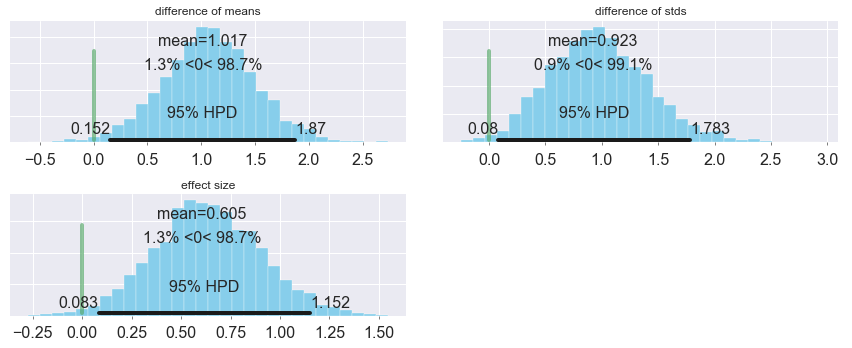 difference of means
mean=1.017
1.3% <0< 98.7%
95% HPD
0.152 1.87
−0.5 0.0 0.5 1.0 1.5 2.0 2.5
difference of stds
mean=0.923
0.9% <0< 99.1%
95% HPD
0.08 1.783
0.0 0.5 1.0 1.5 2.0 2.5 3.0
effect size
mean=0.605
1.3% <0< 98.7%
95% HPD
0.083 1.152
−0.25 0.00 0.25 0.50 0.75 1.00 1.25 1.50